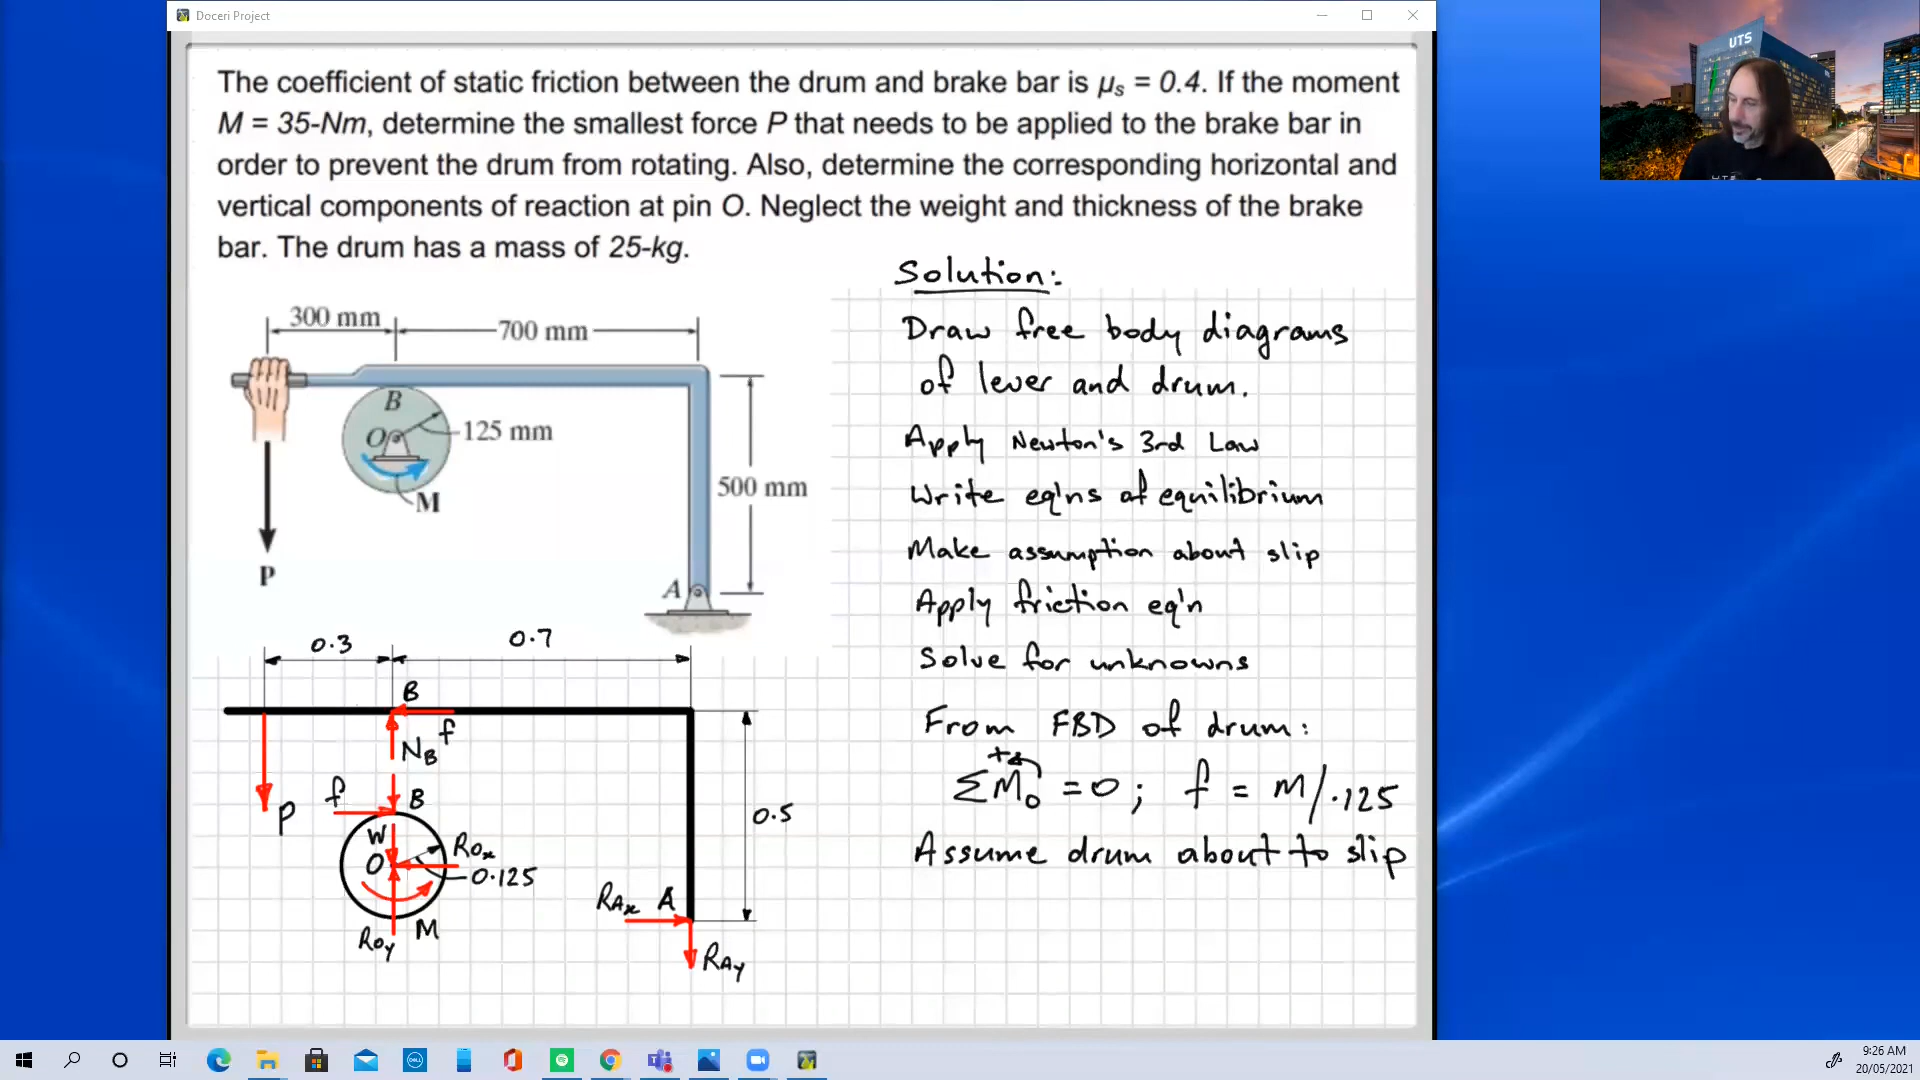 Doceri Project
UTS
The coefficient of static friction between the drum and brake bar is μs = 0.4. If the moment
M = 35-Nm, determine the smallest force P that needs to be applied to the brake bar in
order to prevent the drum from rotating. Also, determine the corresponding horizontal and
vertical components of reaction at pin O. Neglect the weight and thickness of the brake
bar. The drum has a mass of 25-kg.
300 mm
700 mm
B
O
125 mm
M
500 mm
P
A
0.3
0.7
B
f
NB
f
B
P
W
O
ROx
0.125
M
ROy
0.5
RAx
A
RAy
Solution:
Draw free body diagrams
of lever and drum.
Apply Newton's 3rd Law
Write eq'ns of equilibrium
Make assumption about slip
Apply friction eq'n
Solve for unknowns
From FBD of drum:
+
ΣMO = 0; f = M/.125
Assume drum about to slip
DELL
9:26 AM
20/05/2021